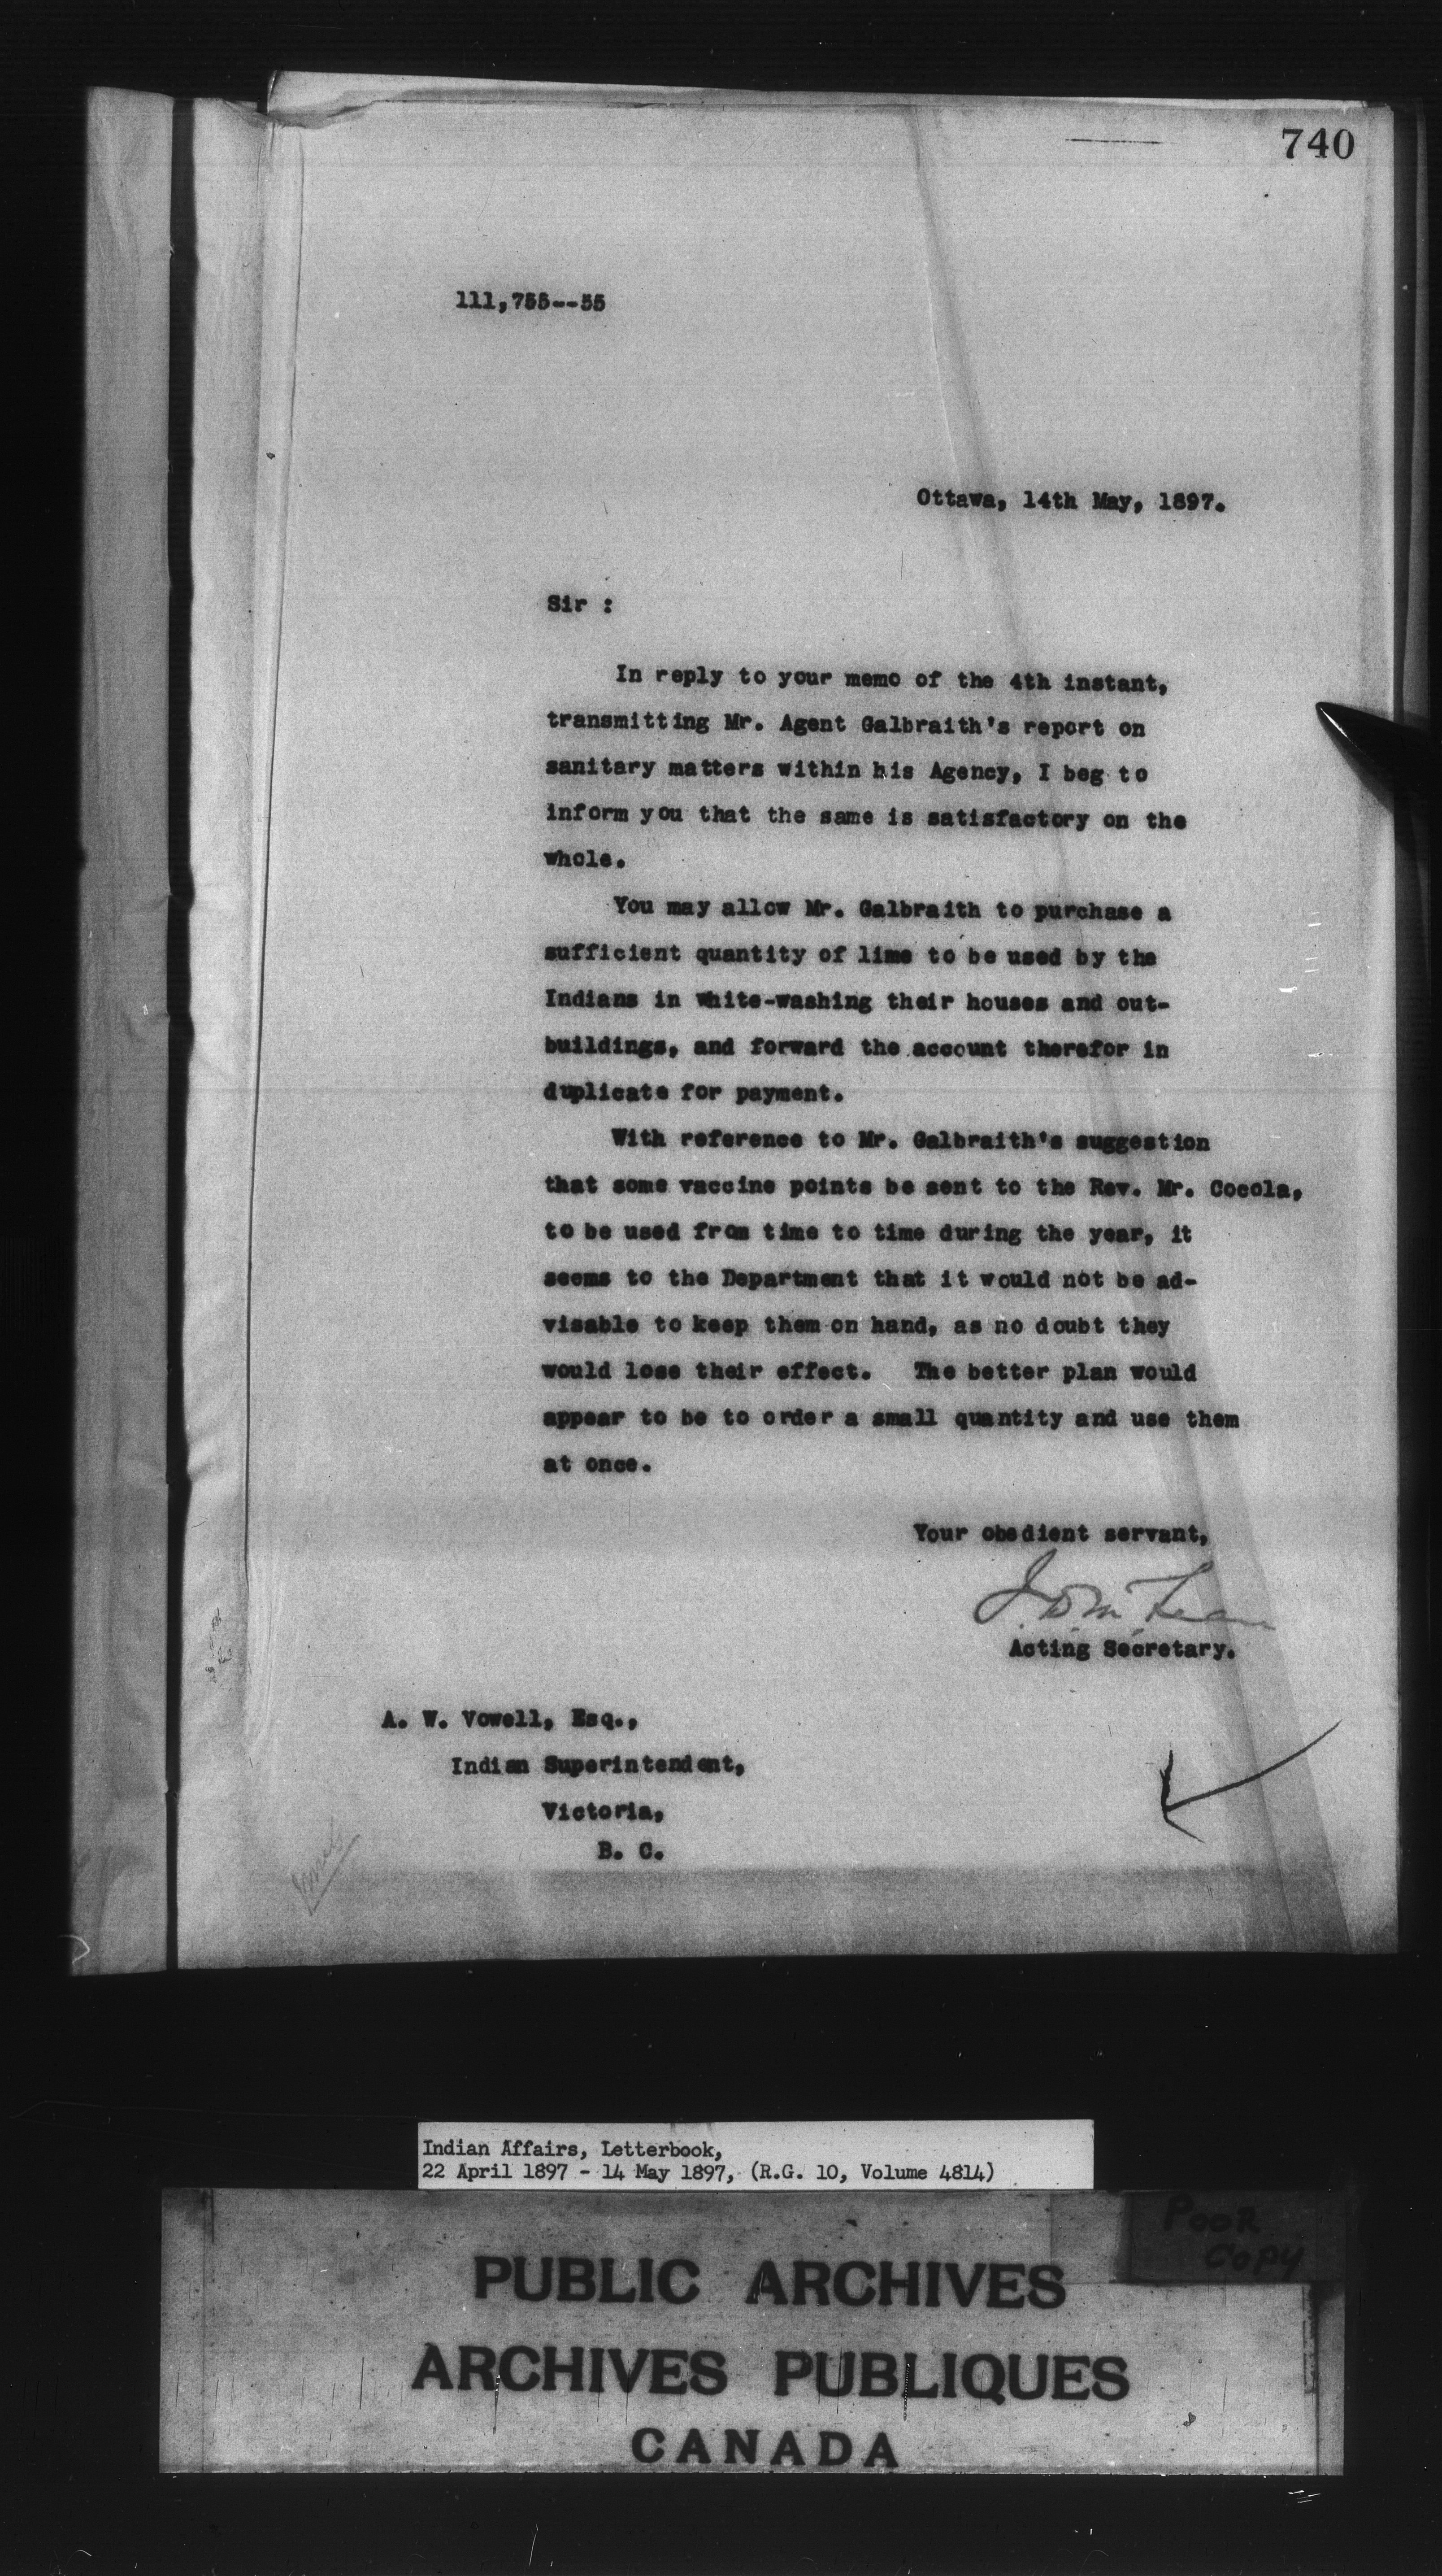 740
111,755--55
Ottawa, 14th May, 1897.
Sir :
In reply to your memo of the 4th instant,
transmitting Mr. Agent Galbraith's report on
sanitary matters within his Agency, I beg to
inform you that the same is satisfactory on the
whole.
You may allow Mr. Galbraith to purchase a
sufficient quantity of lime to be used by the
Indians in white-washing their houses and out-
buildings, and forward the account therefor in
duplicate for payment.
With reference to Mr. Galbraith's suggestion
that some vaccine points be sent to the Rev. Mr. Cocola,
to be used from time to time during the year, it
seems to the Department that it would not be ad-
visable to keep them on hand, as no doubt they
would lose their effect. The better plan would
appear to be to order a small quantity and use them
at once.
Your obedient servant,
J. D. McLean
Acting Secretary.
A. W. Vowell, Esq.,
Indian Superintendent,
Victoria,
B. C.
Indian Affairs, Letterbook,
22 April 1897 - 14 May 1897, (R.G. 10, Volume 4814)
POOR
COPY
PUBLIC ARCHIVES
ARCHIVES PUBLIQUES
CANADA